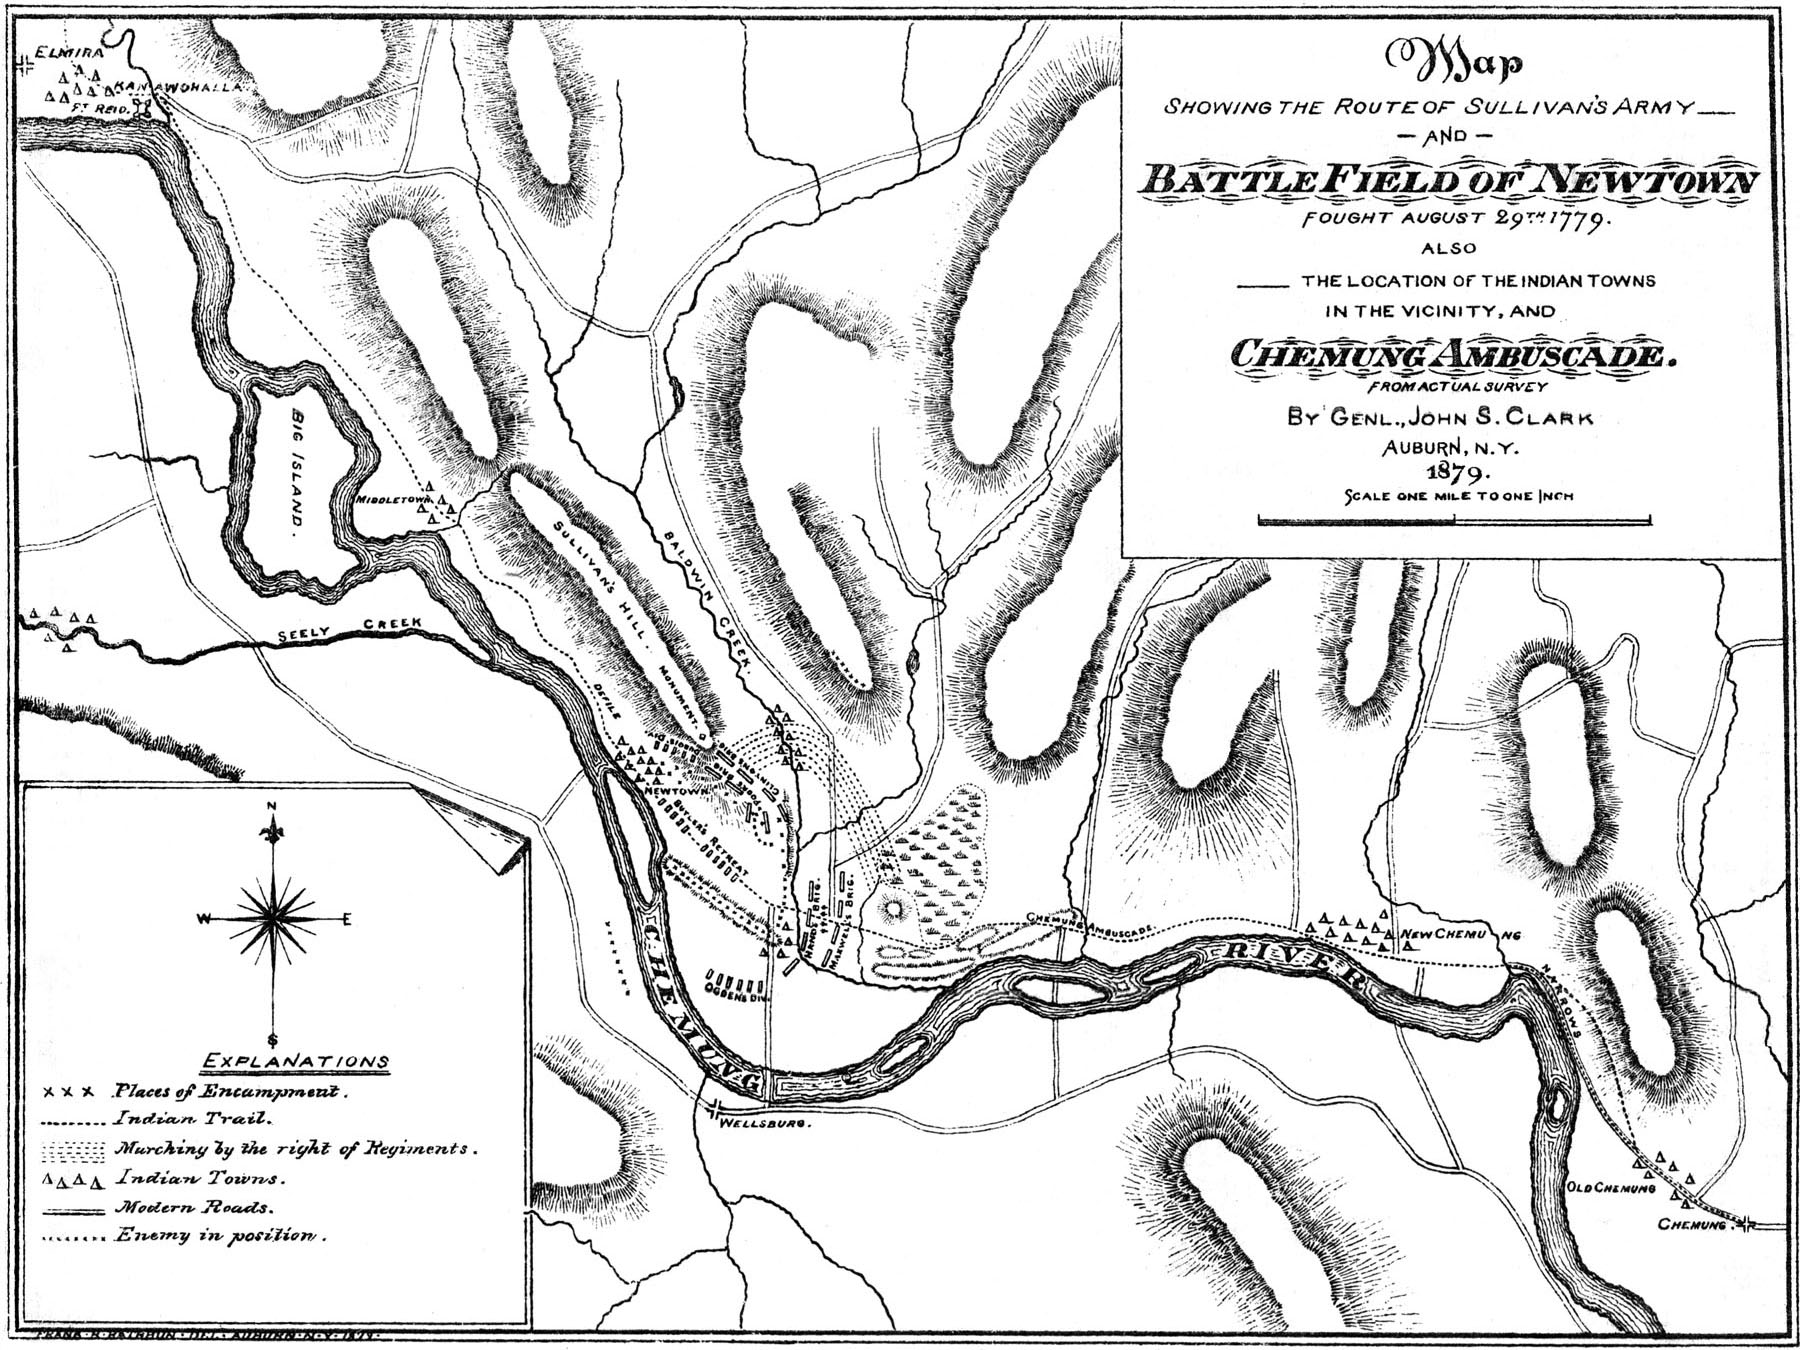 Map
SHOWING THE ROUTE OF SULLIVAN'S ARMY
— AND —
BATTLE FIELD OF NEWTOWN
FOUGHT AUGUST 29TH 1779.
ALSO
THE LOCATION OF THE INDIAN TOWNS
IN THE VICINITY, AND
CHEMUNG AMBUSCADE.
FROM ACTUAL SURVEY
BY GENL., JOHN S. CLARK
AUBURN, N.Y.
1879.
SCALE ONE MILE TO ONE INCH
ELMIRA
KANAWOHALLA
FT REID.
BIG ISLAND.
MIDDLETOWN
SULLIVAN'S HILL.
MONUMENT.
BALDWIN CREEK.
SEELY CREEK
DEFILE
NEWTOWN
BUTLER'S RETREAT
POOR'S BRIG
HAND'S BRIG.
MAXWELL'S BRIG.
OGDENS DIV.
CHEMUNG AMBUSCADE
NEW CHEMUNG
NARROWS
CHEMUNG RIVER
WELLSBURG.
OLD CHEMUNG
CHEMUNG.
N
W E
S
EXPLANATIONS
x x x Places of Encampment.
Indian Trail.
Marching by the right of Regiments.
Indian Towns.
Modern Roads.
Enemy in position.
FRANK R. RATHBUN. DEL. AUBURN. N.Y. 1879.